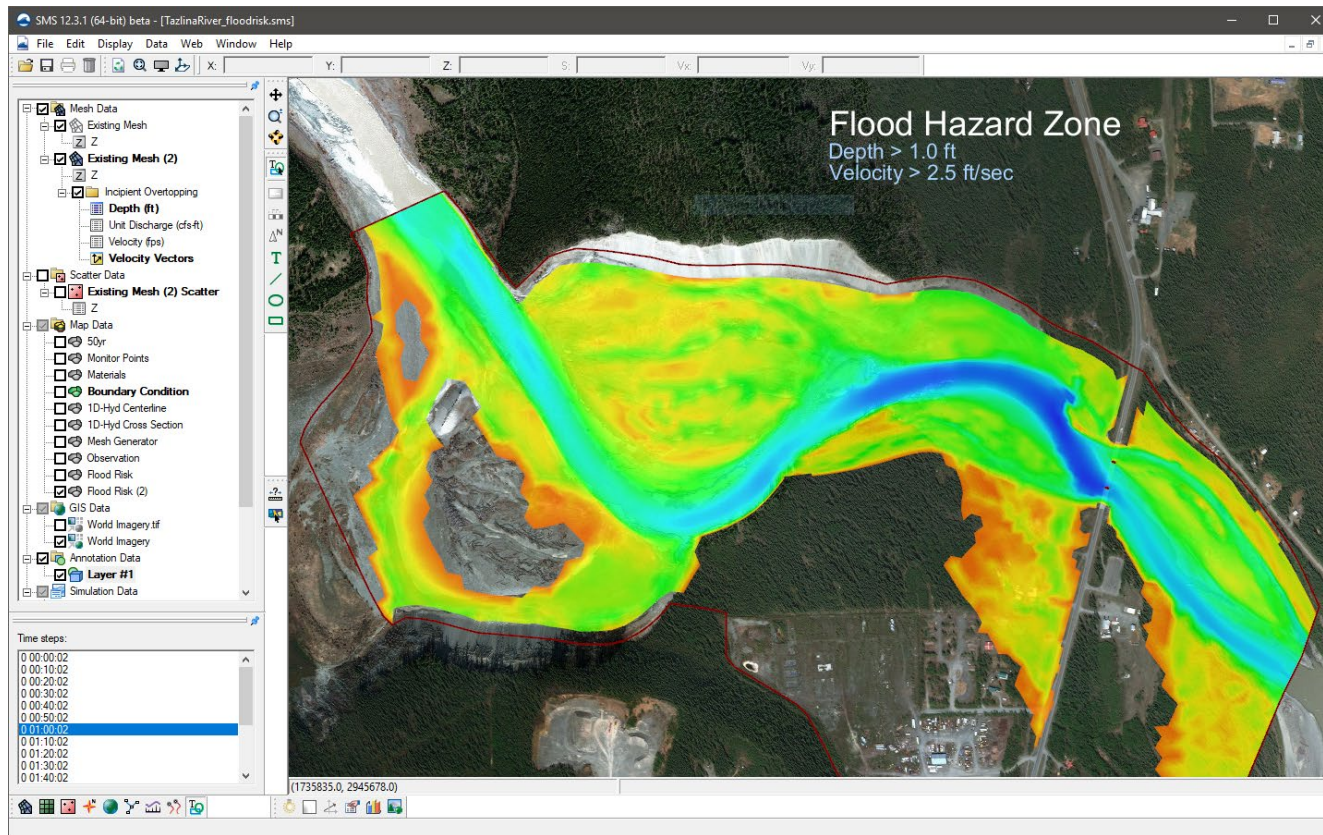 SMS 12.3.1 (64-bit) beta - [TazlinaRiver_floodrisk.sms]
File Edit Display Data Web Window Help
X: Y: Z: S: Vx: Vy:
Mesh Data
Existing Mesh
Z
Existing Mesh (2)
Z
Incipient Overtopping
Depth (ft)
Unit Discharge (cfs-ft)
Velocity (fps)
Velocity Vectors
Scatter Data
Existing Mesh (2) Scatter
Z
Map Data
50yr
Monitor Points
Materials
Boundary Condition
1D-Hyd Centerline
1D-Hyd Cross Section
Mesh Generator
Observation
Flood Risk
Flood Risk (2)
GIS Data
World Imagery.tif
World Imagery
Annotation Data
Layer #1
Simulation Data
Time steps:
0 00:00:02
0 00:10:02
0 00:20:02
0 00:30:02
0 00:40:02
0 00:50:02
0 01:00:02
0 01:10:02
0 01:20:02
0 01:30:02
0 01:40:02
Flood Hazard Zone
Depth > 1.0 ft
Velocity > 2.5 ft/sec
(1735835.0, 2945678.0)